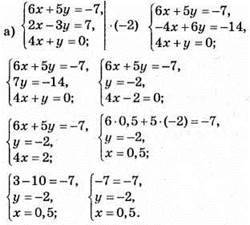 а) {6x+5y=-7, {6x+5y=-7,
2x-3y=7, |·(-2) -4x+6y=-14,
4x+y=0; 4x+y=0;
{6x+5y=-7, {6x+5y=-7,
7y=-14, y=-2,
4x+y=0; 4x-2=0;
{6x+5y=-7, {6·0,5+5·(-2)=-7,
y=-2, y=-2,
4x=2; x=0,5;
{3-10=-7, {-7=-7,
y=-2, y=-2,
x=0,5; x=0,5.